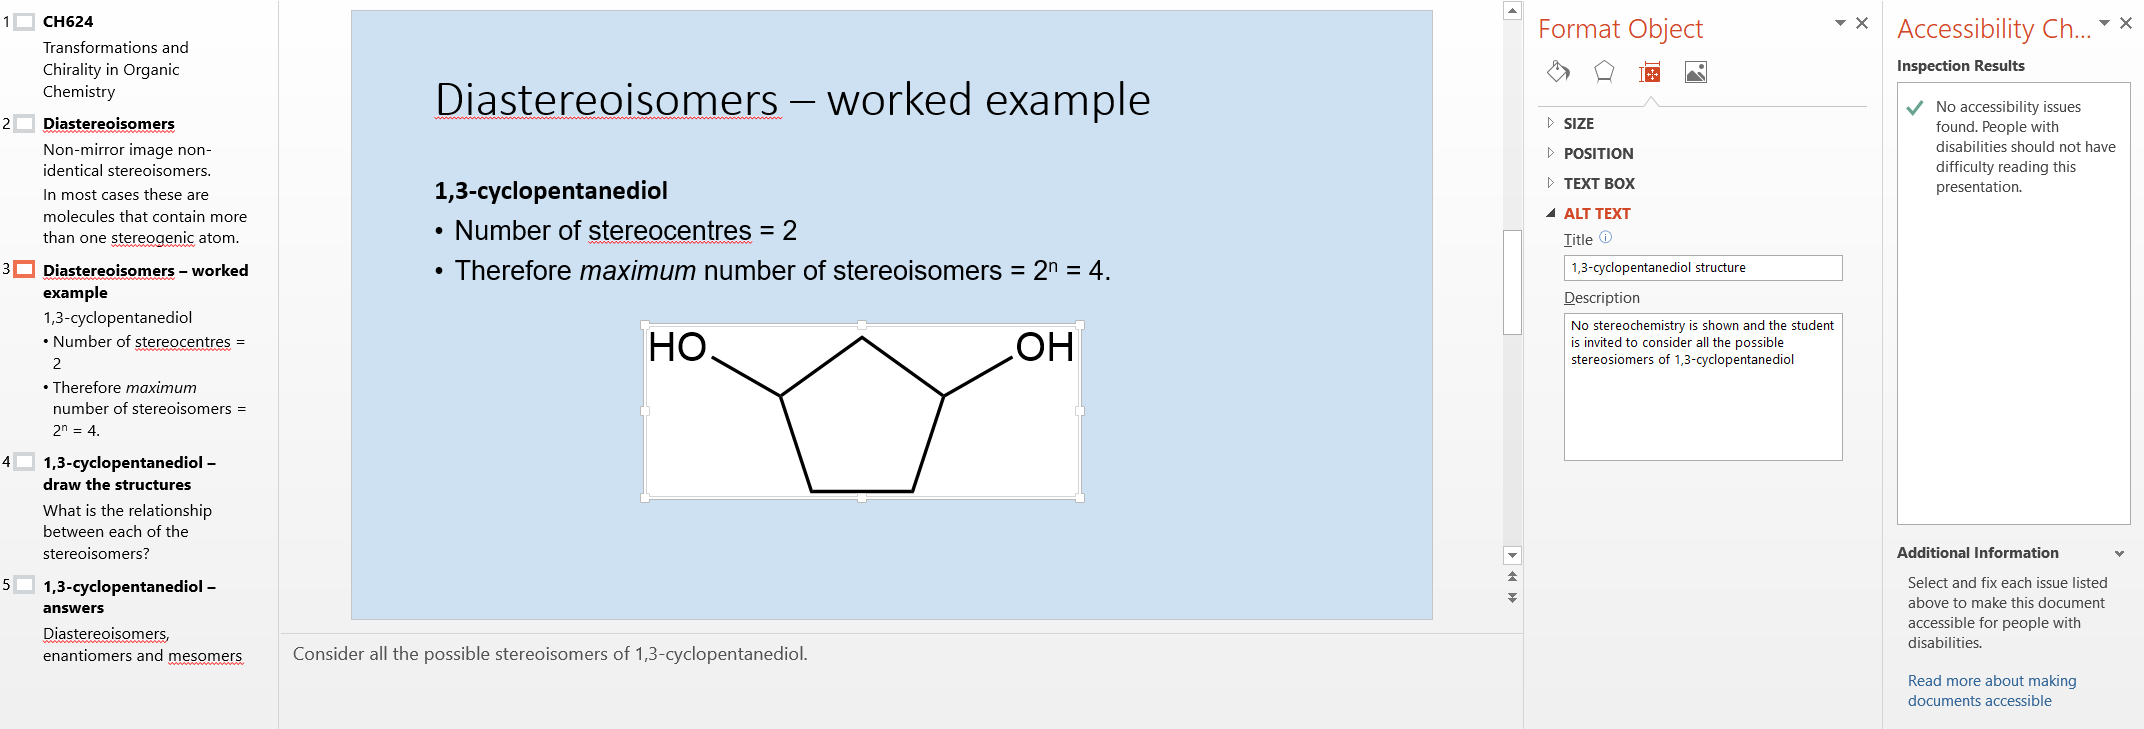 1 CH624
Transformations and
Chirality in Organic
Chemistry
2 Diastereoisomers
Non-mirror image non-
identical stereoisomers.
In most cases these are
molecules that contain more
than one stereogenic atom.
3 Diastereoisomers – worked
example
1,3-cyclopentanediol
• Number of stereocentres =
2
• Therefore maximum
number of stereoisomers =
2ⁿ = 4.
4 1,3-cyclopentanediol –
draw the structures
What is the relationship
between each of the
stereoisomers?
5 1,3-cyclopentanediol –
answers
Diastereoisomers,
enantiomers and mesomers
Diastereoisomers – worked example
1,3-cyclopentanediol
• Number of stereocentres = 2
• Therefore maximum number of stereoisomers = 2ⁿ = 4.
HO OH
Consider all the possible stereoisomers of 1,3-cyclopentanediol.
Format Object
SIZE
POSITION
TEXT BOX
ALT TEXT
Title
1,3-cyclopentanediol structure
Description
No stereochemistry is shown and the student
is invited to consider all the possible
stereosiomers of 1,3-cyclopentanediol
Accessibility Ch...
Inspection Results
No accessibility issues
found. People with
disabilities should not have
difficulty reading this
presentation.
Additional Information
Select and fix each issue listed
above to make this document
accessible for people with
disabilities.
Read more about making
documents accessible